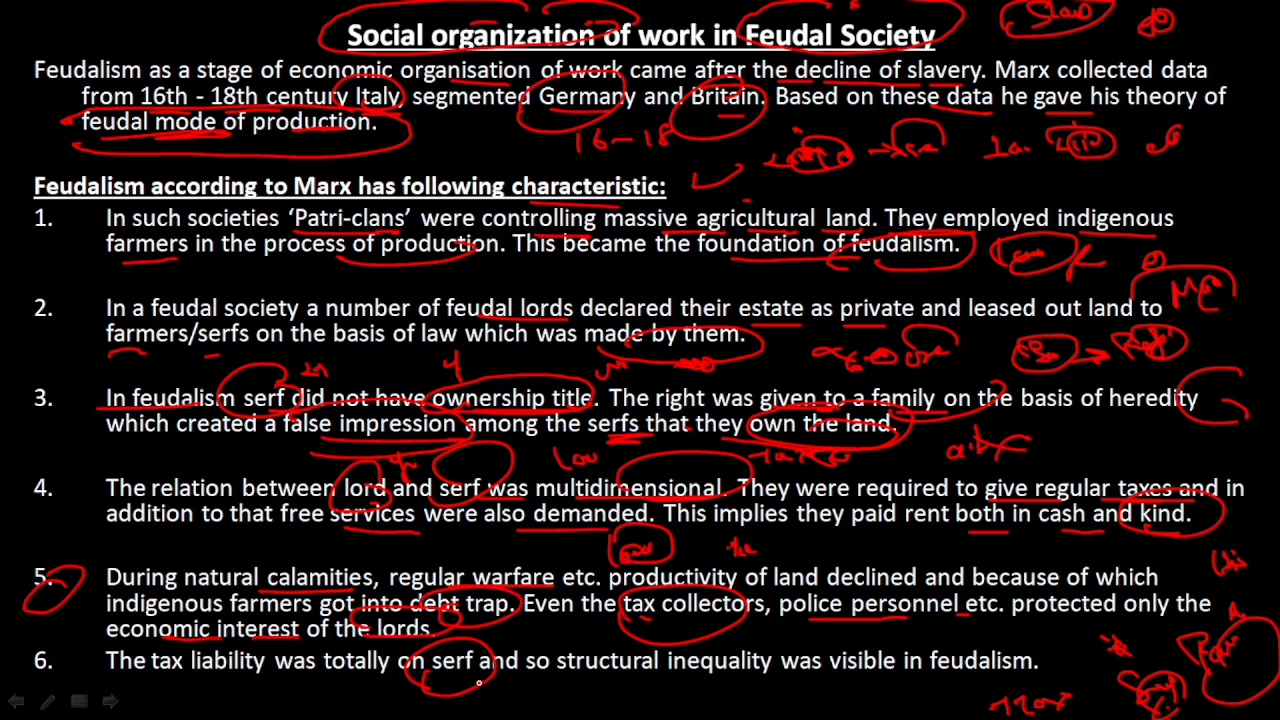 Social organization of work in Feudal Society
Feudalism as a stage of economic organisation of work came after the decline of slavery. Marx collected data
from 16th - 18th century Italy, segmented Germany and Britain. Based on these data he gave his theory of
feudal mode of production.
16-18
Feudalism according to Marx has following characteristic:
1. In such societies ‘Patri-clans’ were controlling massive agricultural land. They employed indigenous
farmers in the process of production. This became the foundation of feudalism.
2. In a feudal society a number of feudal lords declared their estate as private and leased out land to
farmers/serfs on the basis of law which was made by them.
3. In feudalism serf did not have ownership title. The right was given to a family on the basis of heredity
which created a false impression among the serfs that they own the land.
4. The relation between lord and serf was multidimensional. They were required to give regular taxes and in
addition to that free services were also demanded. This implies they paid rent both in cash and kind.
5. During natural calamities, regular warfare etc. productivity of land declined and because of which
indigenous farmers got into debt trap. Even the tax collectors, police personnel etc. protected only the
economic interest of the lords.
6. The tax liability was totally on serf and so structural inequality was visible in feudalism.